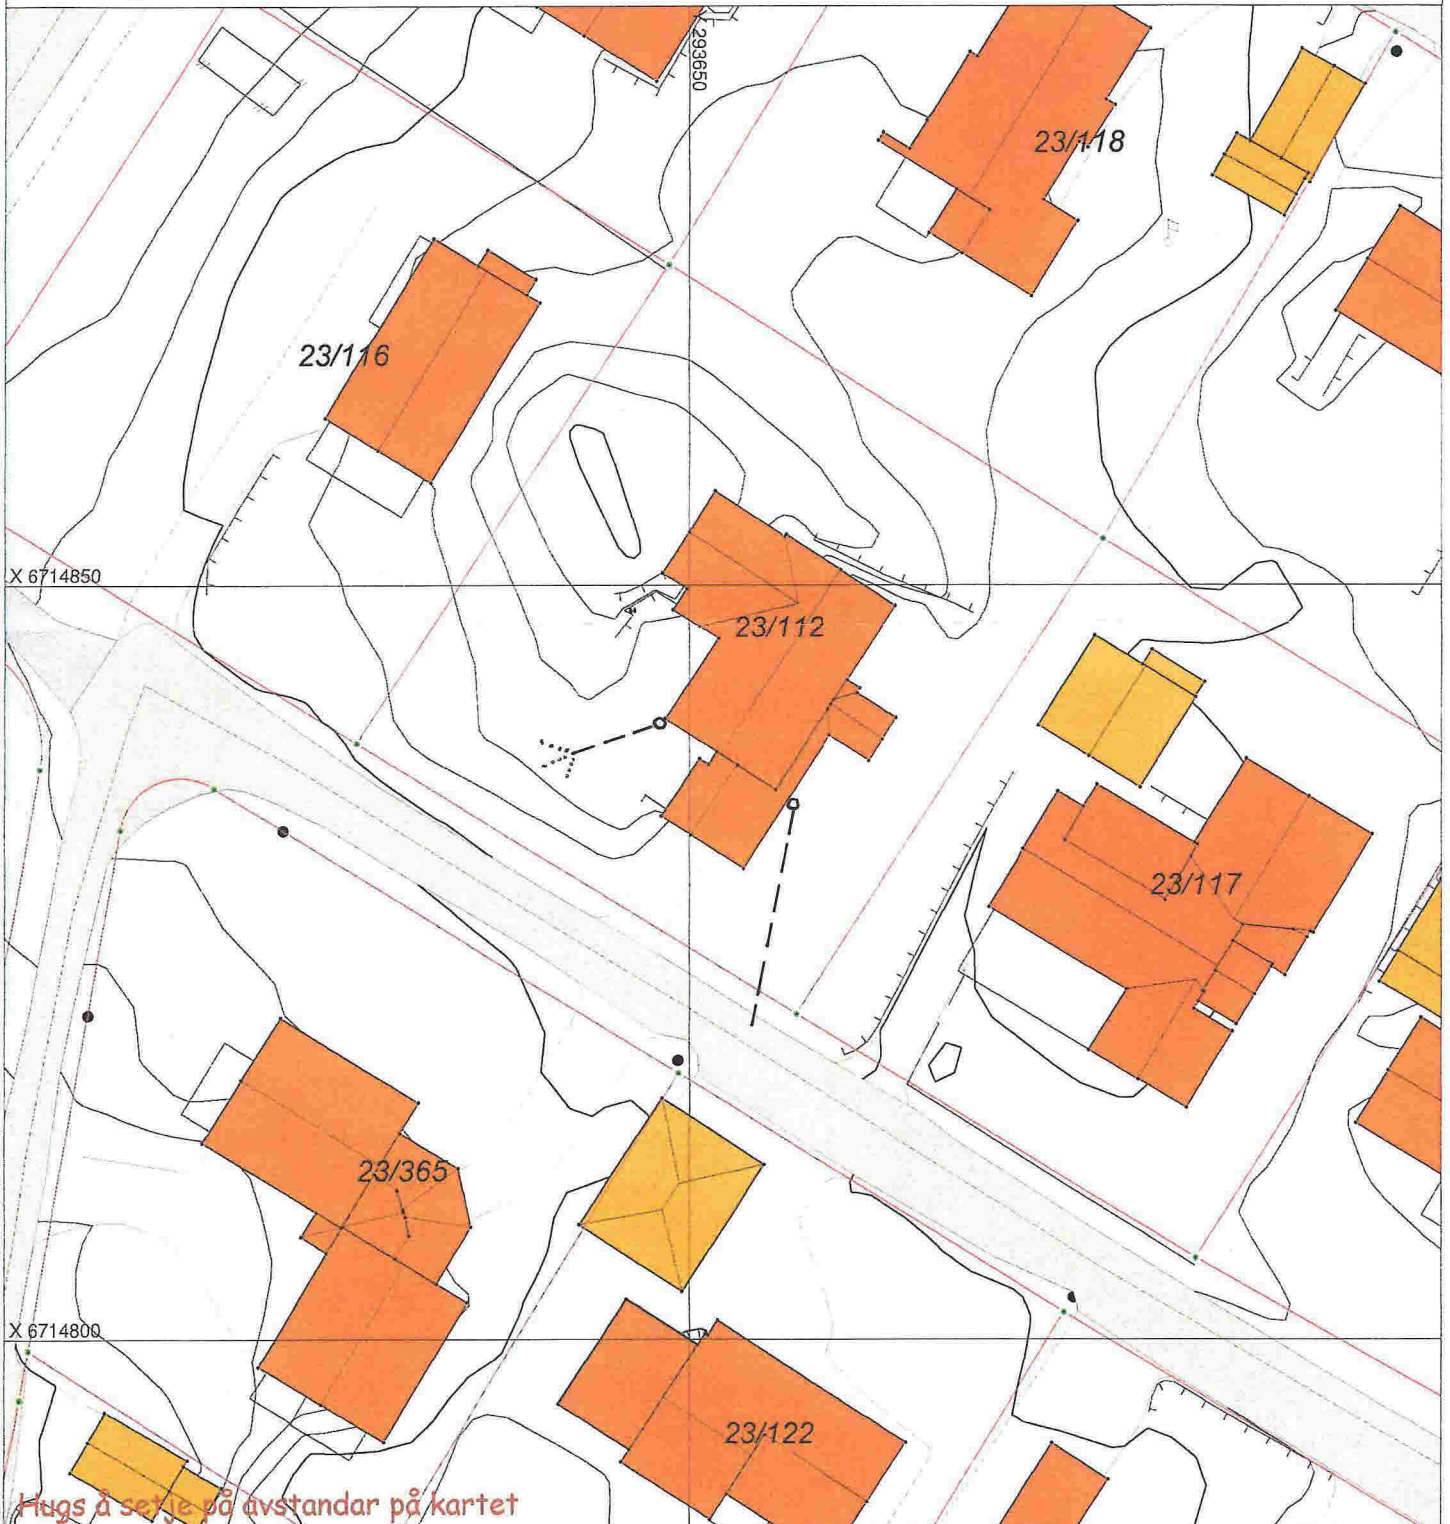 Y 293650
23/118
23/116
X 6714850
23/112
23/117
23/365
X 6714800
23/122
Hugs å setje på avstandar på kartet